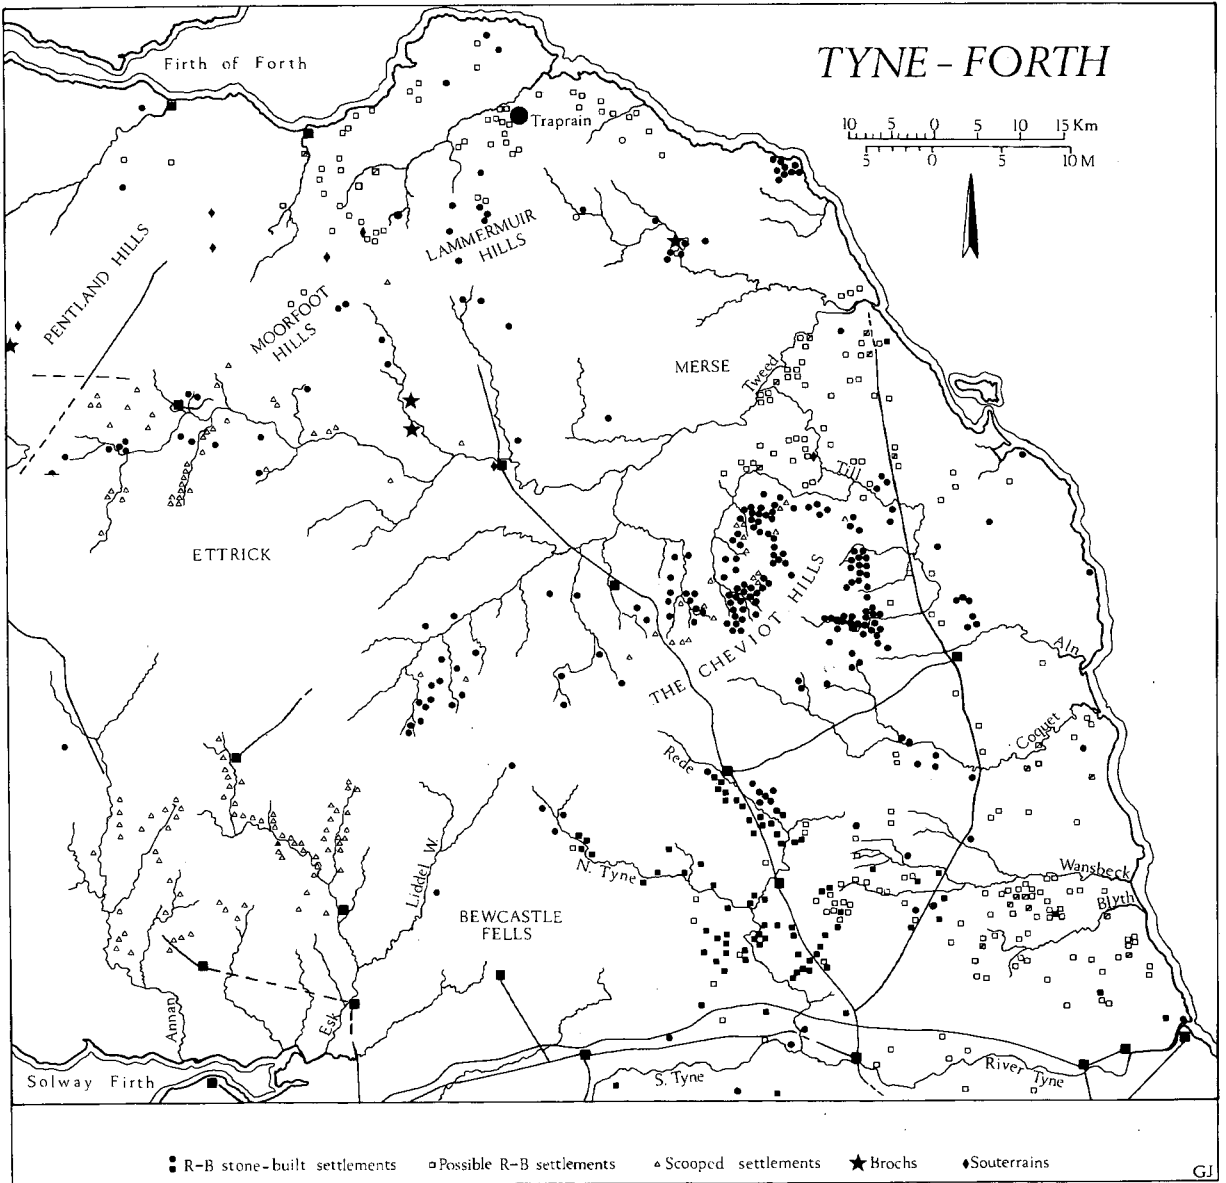 TYNE-FORTH
Firth of Forth
10 5 0 5 10 15 Km
5 0 5 10 M
Traprain
PENTLAND HILLS
LAMMERMUIR
HILLS
MOORFOOT
HILLS
MERSE
Tweed
Till
ETTRICK
THE CHEVIOT HILLS
Aln
Coquet
Rede
N. Tyne
Liddel W.
Wansbeck
Blyth
BEWCASTLE
FELLS
Annan
Esk
Solway Firth
S. Tyne
River Tyne
R-B stone-built settlements
Possible R-B settlements
Scooped settlements
Brochs
Souterrains
GJ